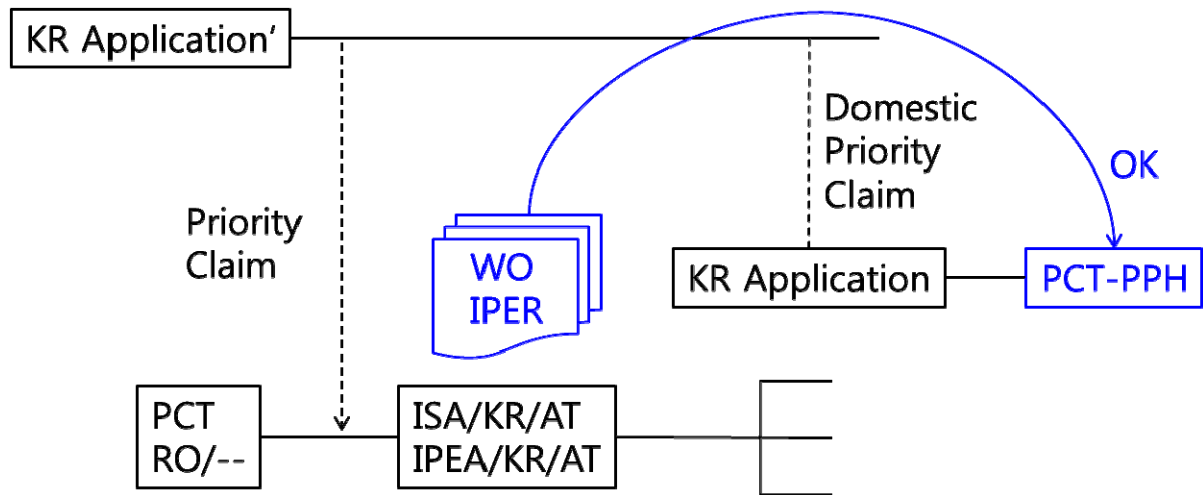 KR Application‘
Priority
Claim
WO
IPER
Domestic
Priority
Claim
OK
KR Application
PCT-PPH
PCT
RO/--
ISA/KR/AT
IPEA/KR/AT